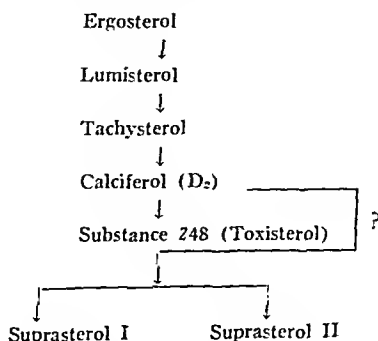 Ergosterol
Lumisterol
Tachysterol
Calciferol (D₂)
?
Substance 248 (Toxisterol)
Suprasterol I Suprasterol II